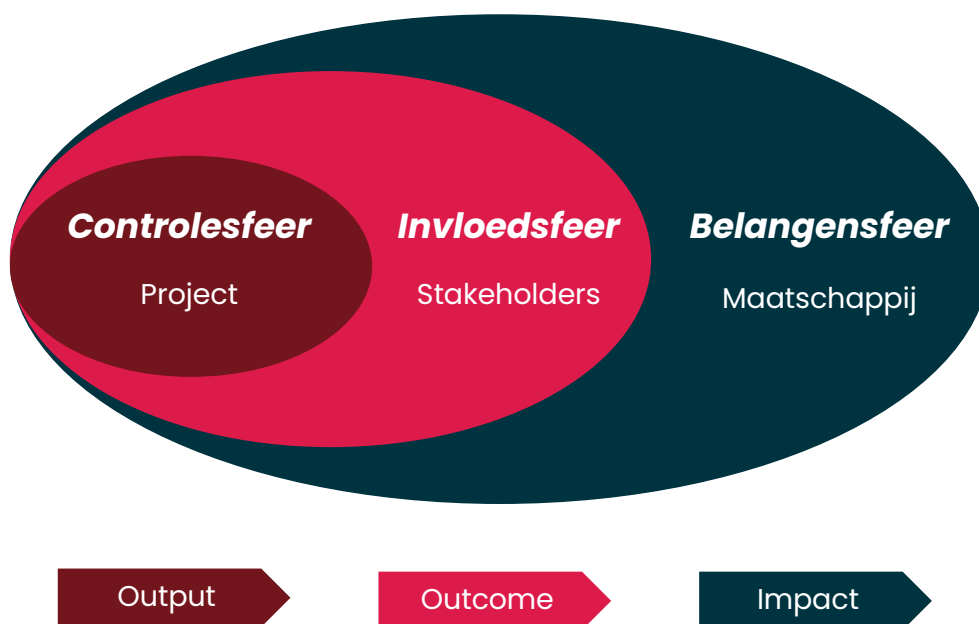 Controlesfeer
Project
Invloedsfeer
Stakeholders
Belangensfeer
Maatschappij
Output
Outcome
Impact